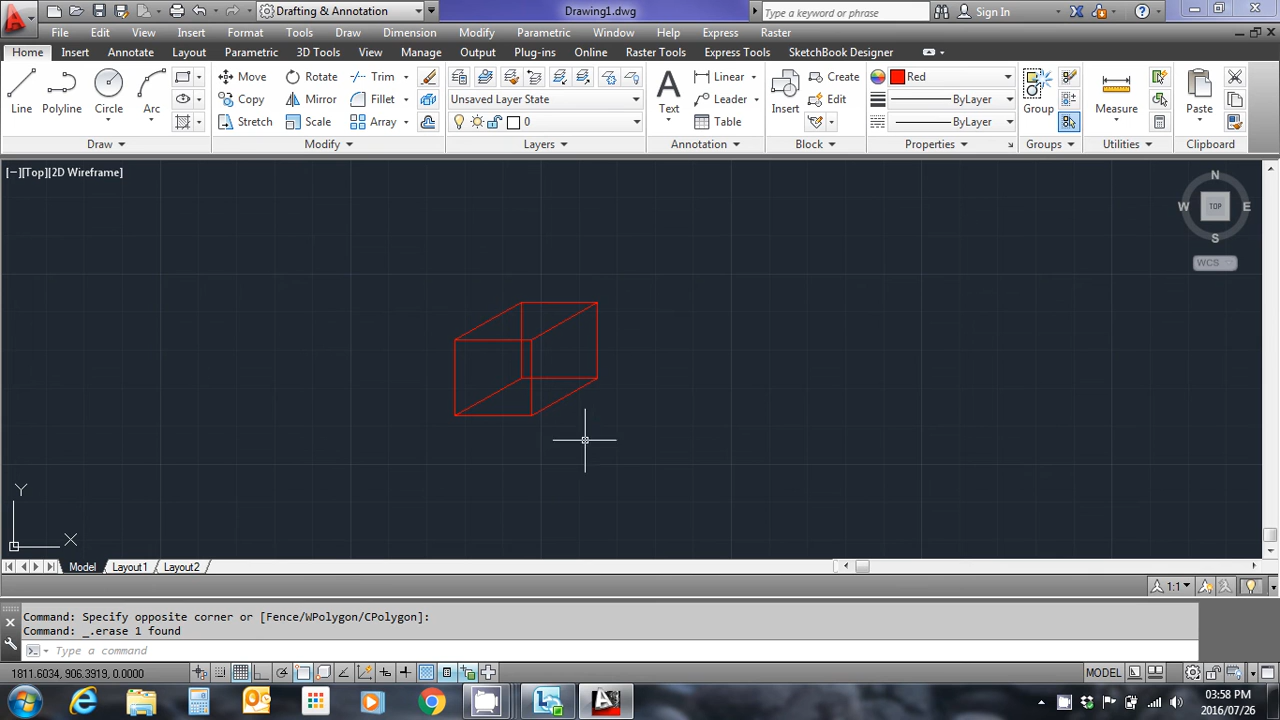 Drafting & Annotation
Drawing1.dwg
Type a keyword or phrase
Sign In
File Edit View Insert Format Tools Draw Dimension Modify Parametric Window Help Express Raster
Home Insert Annotate Layout Parametric 3D Tools View Manage Output Plug-ins Online Raster Tools Express Tools SketchBook Designer
Line Polyline Circle Arc
Move Rotate Trim
Copy Mirror Fillet
Stretch Scale Array
Unsaved Layer State
0
Text
Linear
Leader
Table
Insert
Create
Edit
Red
ByLayer
ByLayer
Group
Measure
Paste
Draw Modify Layers Annotation Block Properties Groups Utilities Clipboard
[−][Top][2D Wireframe]
N
W TOP E
S
WCS
Y
X
Model Layout1 Layout2
1:1
Command: Specify opposite corner or [Fence/WPolygon/CPolygon]:
Command: _.erase 1 found
Type a command
1811.6034, 906.3919, 0.0000
MODEL
03:58 PM
2016/07/26